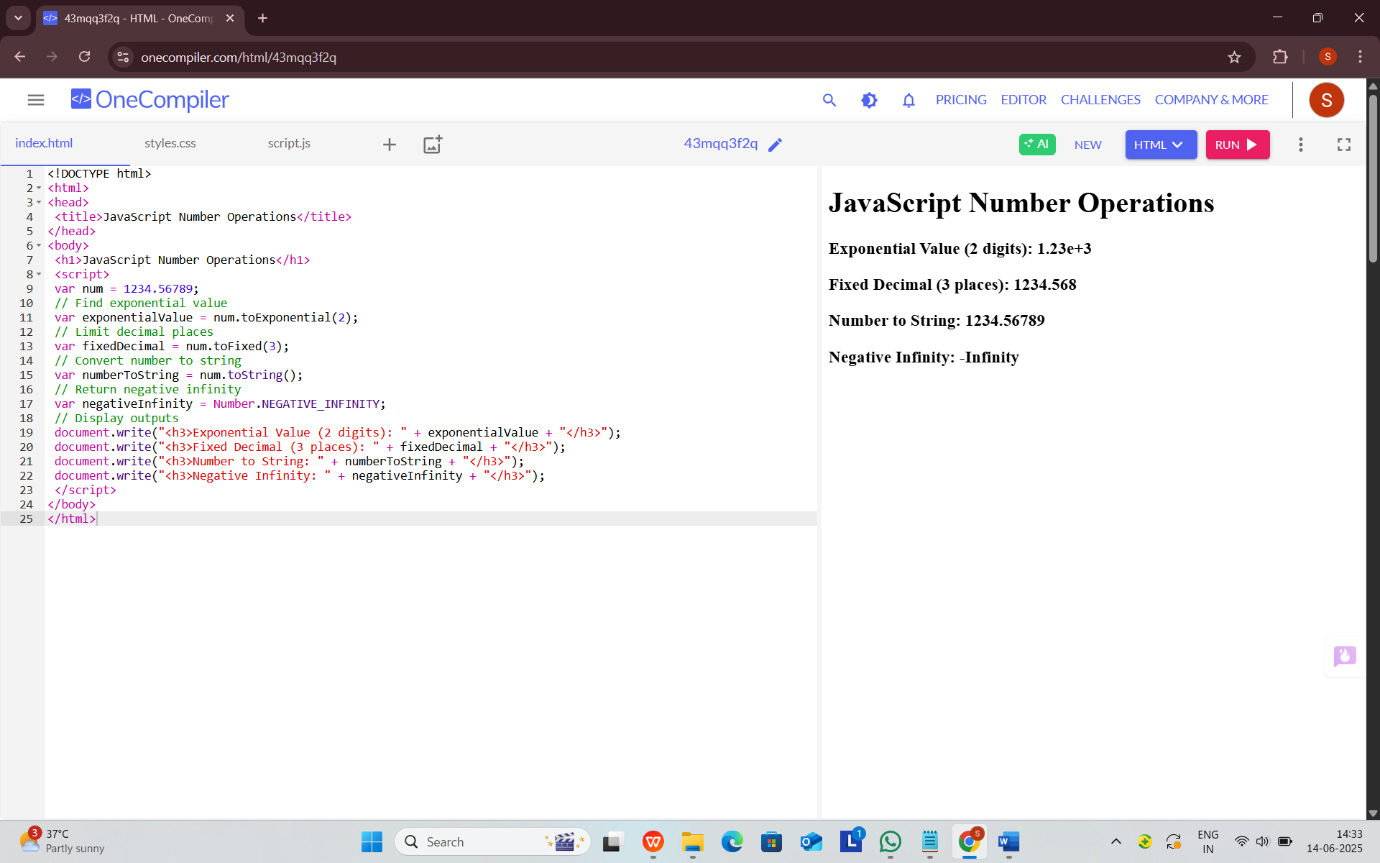 43mqq3f2q - HTML - OneComp
onecompiler.com/html/43mqq3f2q
S
OneCompiler
PRICING
EDITOR
CHALLENGES
COMPANY & MORE
S
index.html
styles.css
script.js
43mqq3f2q
AI
NEW
HTML
RUN
1 <!DOCTYPE html>
2 <html>
3 <head>
4 <title>JavaScript Number Operations</title>
5 </head>
6 <body>
7 <h1>JavaScript Number Operations</h1>
8 <script>
9 var num = 1234.56789;
10 // Find exponential value
11 var exponentialValue = num.toExponential(2);
12 // Limit decimal places
13 var fixedDecimal = num.toFixed(3);
14 // Convert number to string
15 var numberToString = num.toString();
16 // Return negative infinity
17 var negativeInfinity = Number.NEGATIVE_INFINITY;
18 // Display outputs
19 document.write("<h3>Exponential Value (2 digits): " + exponentialValue + "</h3>");
20 document.write("<h3>Fixed Decimal (3 places): " + fixedDecimal + "</h3>");
21 document.write("<h3>Number to String: " + numberToString + "</h3>");
22 document.write("<h3>Negative Infinity: " + negativeInfinity + "</h3>");
23 </script>
24 </body>
25 </html>
JavaScript Number Operations
Exponential Value (2 digits): 1.23e+3
Fixed Decimal (3 places): 1234.568
Number to String: 1234.56789
Negative Infinity: -Infinity
3
37°C
Partly sunny
Search
L
1
S
W
ENG
IN
14:33
14-06-2025